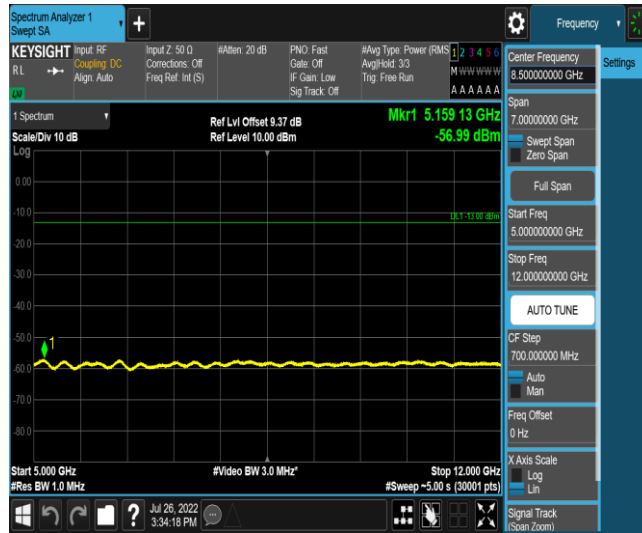 Spectrum Analyzer 1
Swept SA
Frequency
KEYSIGHT
RL
LXI
Input: RF
Coupling: DC
Align: Auto
Input Z: 50 Ω
Corrections: Off
Freq Ref: Int (S)
#Atten: 20 dB
PNO: Fast
Gate: Off
IF Gain: Low
Sig Track: Off
#Avg Type: Power (RMS
Avg|Hold: 3/3
Trig: Free Run
1 2 3 4 5 6
M W W W W W
A A A A A A
1 Spectrum
Scale/Div 10 dB
Log
Ref Lvl Offset 9.37 dB
Ref Level 10.00 dBm
Mkr1 5.159 13 GHz
-56.99 dBm
0.00
-10.0
DL1 -13.00 dBm
-20.0
-30.0
-40.0
-50.0
1
-60.0
-70.0
-80.0
Start 5.000 GHz
#Res BW 1.0 MHz
#Video BW 3.0 MHz*
Stop 12.000 GHz
#Sweep ~5.00 s (30001 pts)
?
Jul 26, 2022
3:34:18 PM
Center Frequency
8.50000000 GHz
Settings
Span
7.00000000 GHz
Swept Span
Zero Span
Full Span
Start Freq
5.000000000 GHz
Stop Freq
12.000000000 GHz
AUTO TUNE
CF Step
700.000000 MHz
Auto
Man
Freq Offset
0 Hz
X Axis Scale
Log
Lin
Signal Track
(Span Zoom)